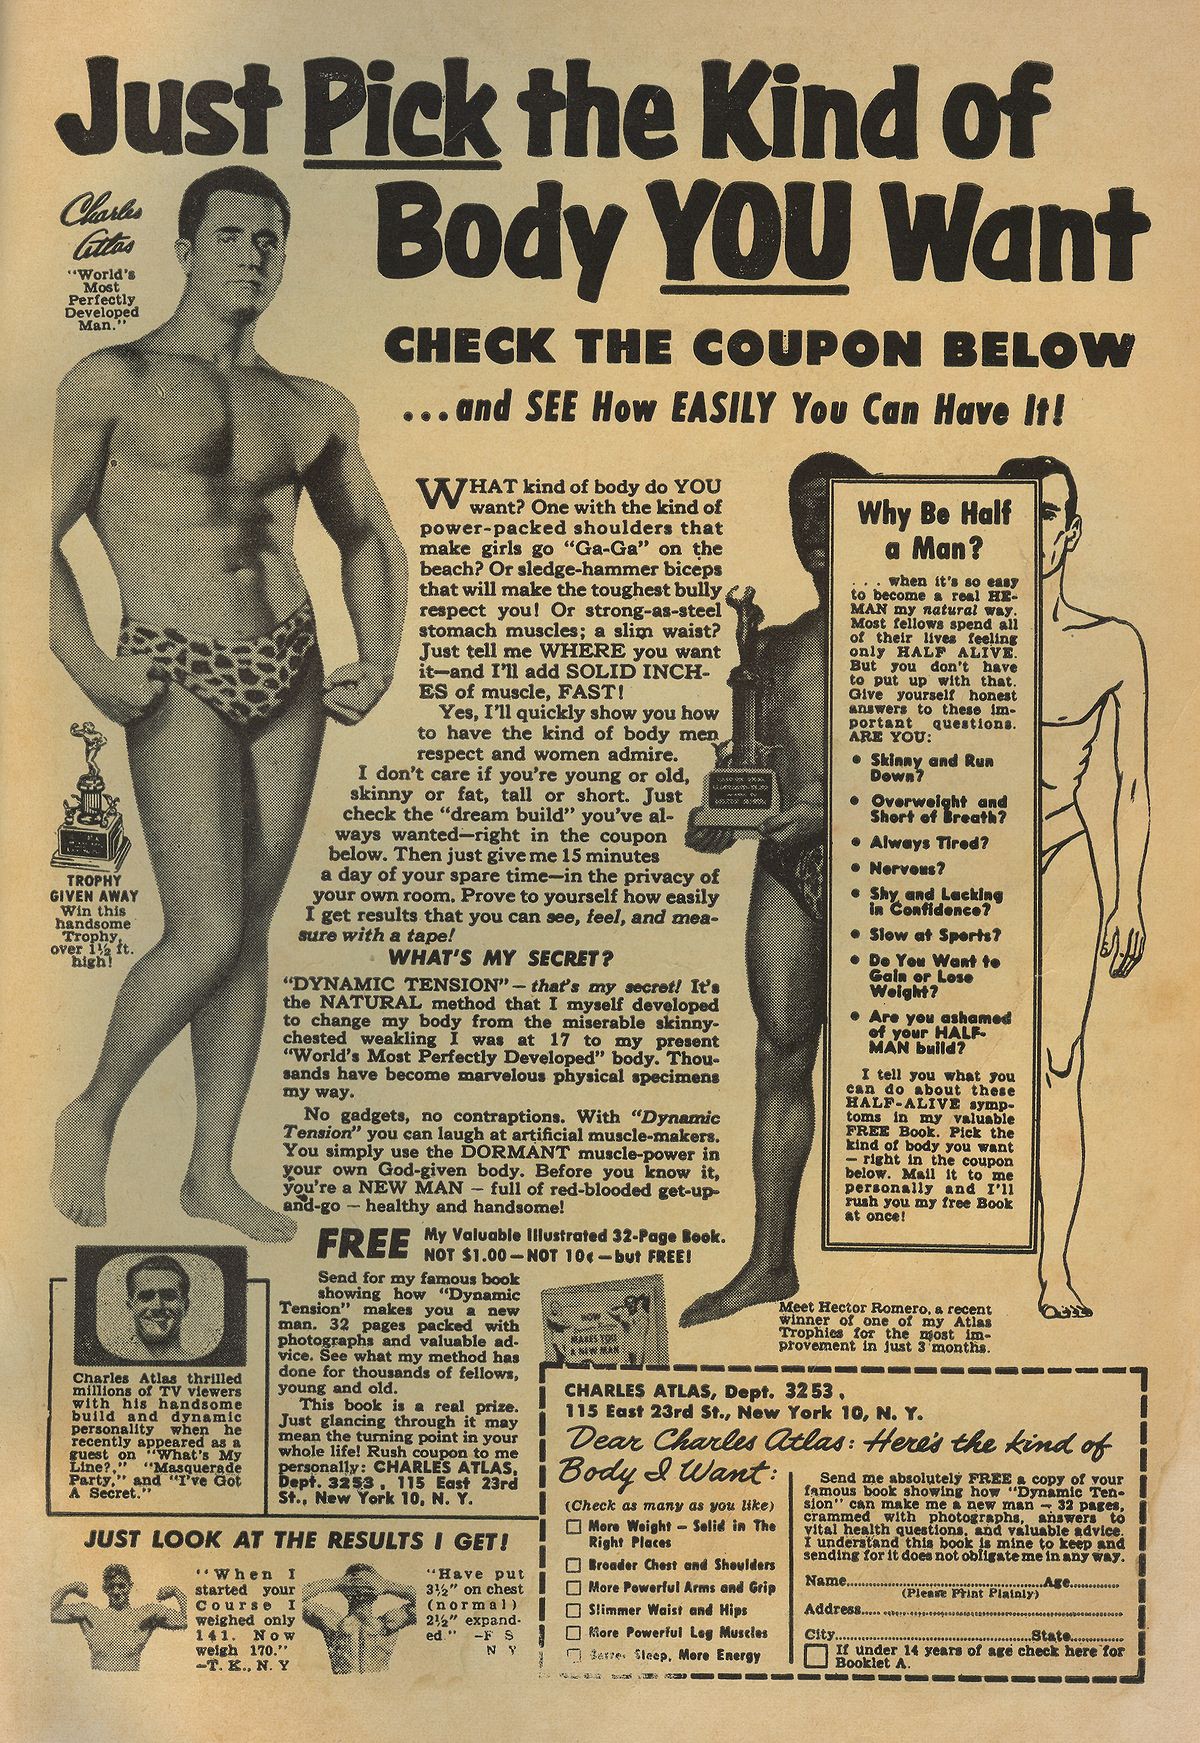 Just Pick the Kind of
Body YOU Want
Charles
Atlas
"World's
Most
Perfectly
Developed
Man."
CHECK THE COUPON BELOW
...and SEE How EASILY You Can Have It!
WHAT kind of body do YOU
want? One with the kind of
power-packed shoulders that
make girls go "Ga-Ga" on the
beach? Or sledge-hammer biceps
that will make the toughest bully
respect you! Or strong-as-steel
stomach muscles; a slim waist?
Just tell me WHERE you want
it—and I'll add SOLID INCH-
ES of muscle, FAST!
Yes, I'll quickly show you how
to have the kind of body men
respect and women admire.
I don't care if you're young or old,
skinny or fat, tall or short. Just
check the "dream build" you've al-
ways wanted—right in the coupon
below. Then just give me 15 minutes
a day of your spare time—in the privacy of
your own room. Prove to yourself how easily
I get results that you can see, feel, and mea-
sure with a tape!
TROPHY
GIVEN AWAY
Win this
handsome
Trophy,
over 1½ ft.
high!
WHAT'S MY SECRET?
"DYNAMIC TENSION" — that's my secret! It's
the NATURAL method that I myself developed
to change my body from the miserable skinny-
chested weakling I was at 17 to my present
"World's Most Perfectly Developed" body. Thou-
sands have become marvelous physical specimens
my way.
No gadgets, no contraptions. With "Dynamic
Tension" you can laugh at artificial muscle-makers.
You simply use the DORMANT muscle-power in
your own God-given body. Before you know it,
you're a NEW MAN — full of red-blooded get-up-
and-go — healthy and handsome!
FREE My Valuable Illustrated 32-Page Book.
NOT $1.00—NOT 10¢—but FREE!
Send for my famous book
showing how "Dynamic
Tension" makes you a new
man. 32 pages packed with
photographs and valuable ad-
vice. See what my method has
done for thousands of fellows,
young and old.
This book is a real prize.
Just glancing through it may
mean the turning point in your
whole life! Rush coupon to me
personally: CHARLES ATLAS,
Dept. 3253, 115 East 23rd
St., New York 10, N. Y.
HOW
MAKES YOU
A NEW MAN
Why Be Half
a Man?
. . . when it's so easy
to become a real HE-
MAN my natural way.
Most fellows spend all
of their lives feeling
only HALF ALIVE.
But you don't have
to put up with that.
Give yourself honest
answers to these im-
portant questions.
ARE YOU:
• Skinny and Run
Down?
• Overweight and
Short of Breath?
• Always Tired?
• Nervous?
• Shy and Lacking
in Confidence?
• Slow at Sports?
• Do You Want to
Gain or Lose
Weight?
• Are you ashamed
of your HALF-
MAN build?
I tell you what you
can do about these
HALF-ALIVE symp-
toms in my valuable
FREE Book. Pick the
kind of body you want
— right in the coupon
below. Mail it to me
personally and I'll
rush you my free Book
at once!
Meet Hector Romero, a recent
winner of one of my Atlas
Trophies for the most im-
provement in just 3 months.
Charles Atlas thrilled
millions of TV viewers
with his handsome
build and dynamic
personality when he
recently appeared as a
guest on "What's My
Line?," "Masquerade
Party," and "I've Got
A Secret."
JUST LOOK AT THE RESULTS I GET!
"When I
started your
Course I
weighed only
141. Now
weigh 170."
—T. K., N. Y
"Have put
3½" on chest
(normal)
2½" expand-
ed." —F S
N Y
CHARLES ATLAS, Dept. 3253,
115 East 23rd St., New York 10, N. Y.
Dear Charles Atlas: Here's the kind of
Body I Want:
(Check as many as you like)
More Weight — Solid in The
Right Places
Broader Chest and Shoulders
More Powerful Arms and Grip
Slimmer Waist and Hips
More Powerful Leg Muscles
Better Sleep, More Energy
Send me absolutely FREE a copy of your
famous book showing how "Dynamic Ten-
sion" can make me a new man — 32 pages,
crammed with photographs, answers to
vital health questions, and valuable advice.
I understand this book is mine to keep and
sending for it does not obligate me in any way.
Name..........Age..........
(Please Print Plainly)
Address..........
City..........State..........
If under 14 years of age check here for
Booklet A.